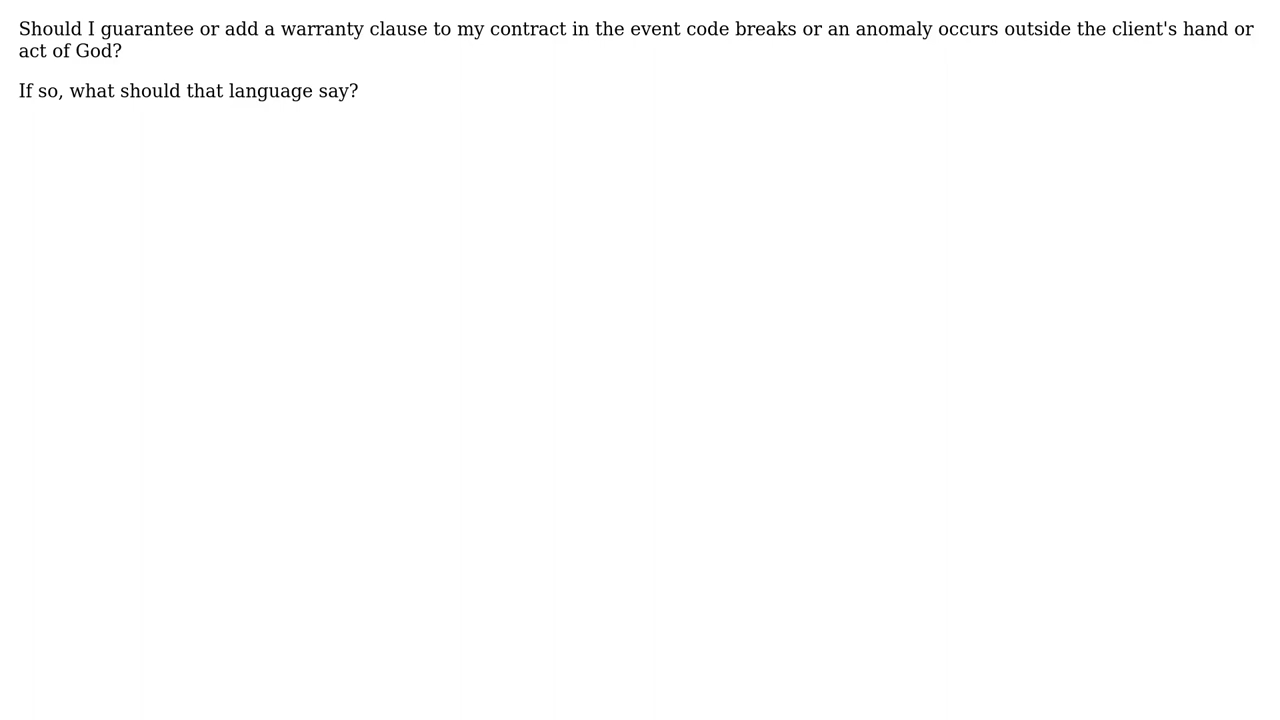 Should I guarantee or add a warranty clause to my contract in the event code breaks or an anomaly occurs outside the client's hand or
act of God?
If so, what should that language say?